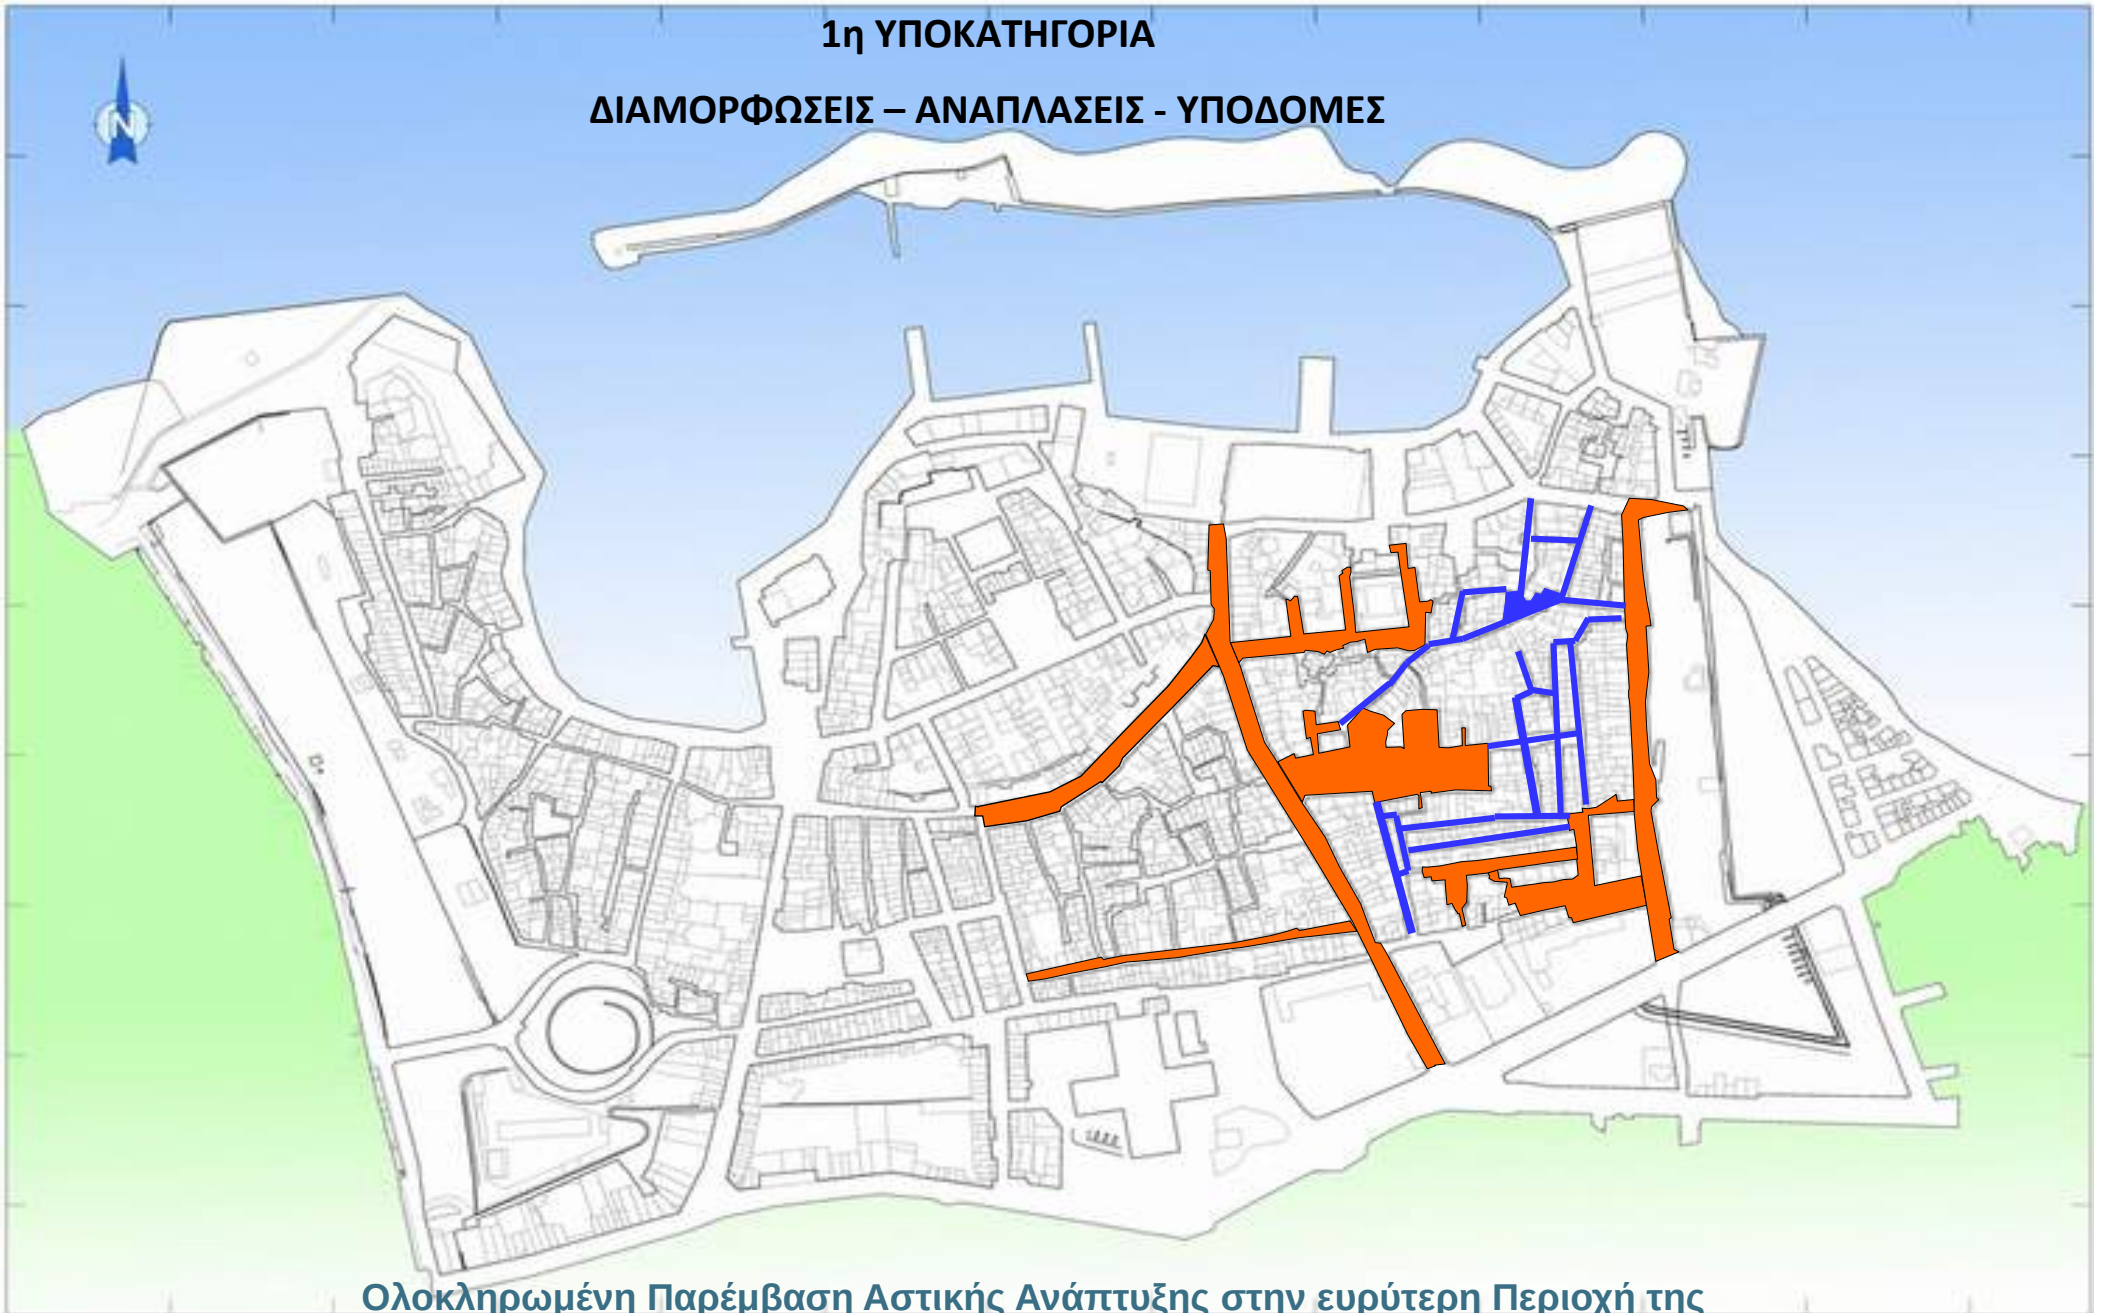 1η ΥΠΟΚΑΤΗΓΟΡΙΑ
ΔΙΑΜΟΡΦΩΣΕΙΣ – ΑΝΑΠΛΑΣΕΙΣ - ΥΠΟΔΟΜΕΣ
N
Ολοκληρωμένη Παρέμβαση Αστικής Ανάπτυξης στην ευρύτερη Περιοχή της